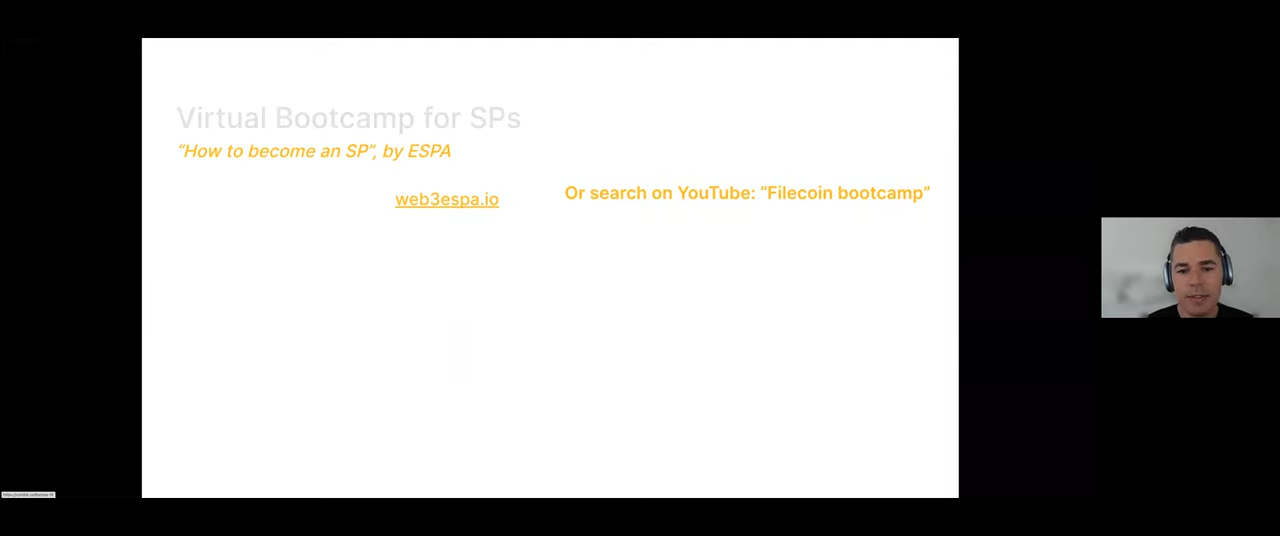 Virtual Bootcamp for SPs
“How to become an SP”, by ESPA
web3espa.io
Or search on YouTube: “Filecoin bootcamp”